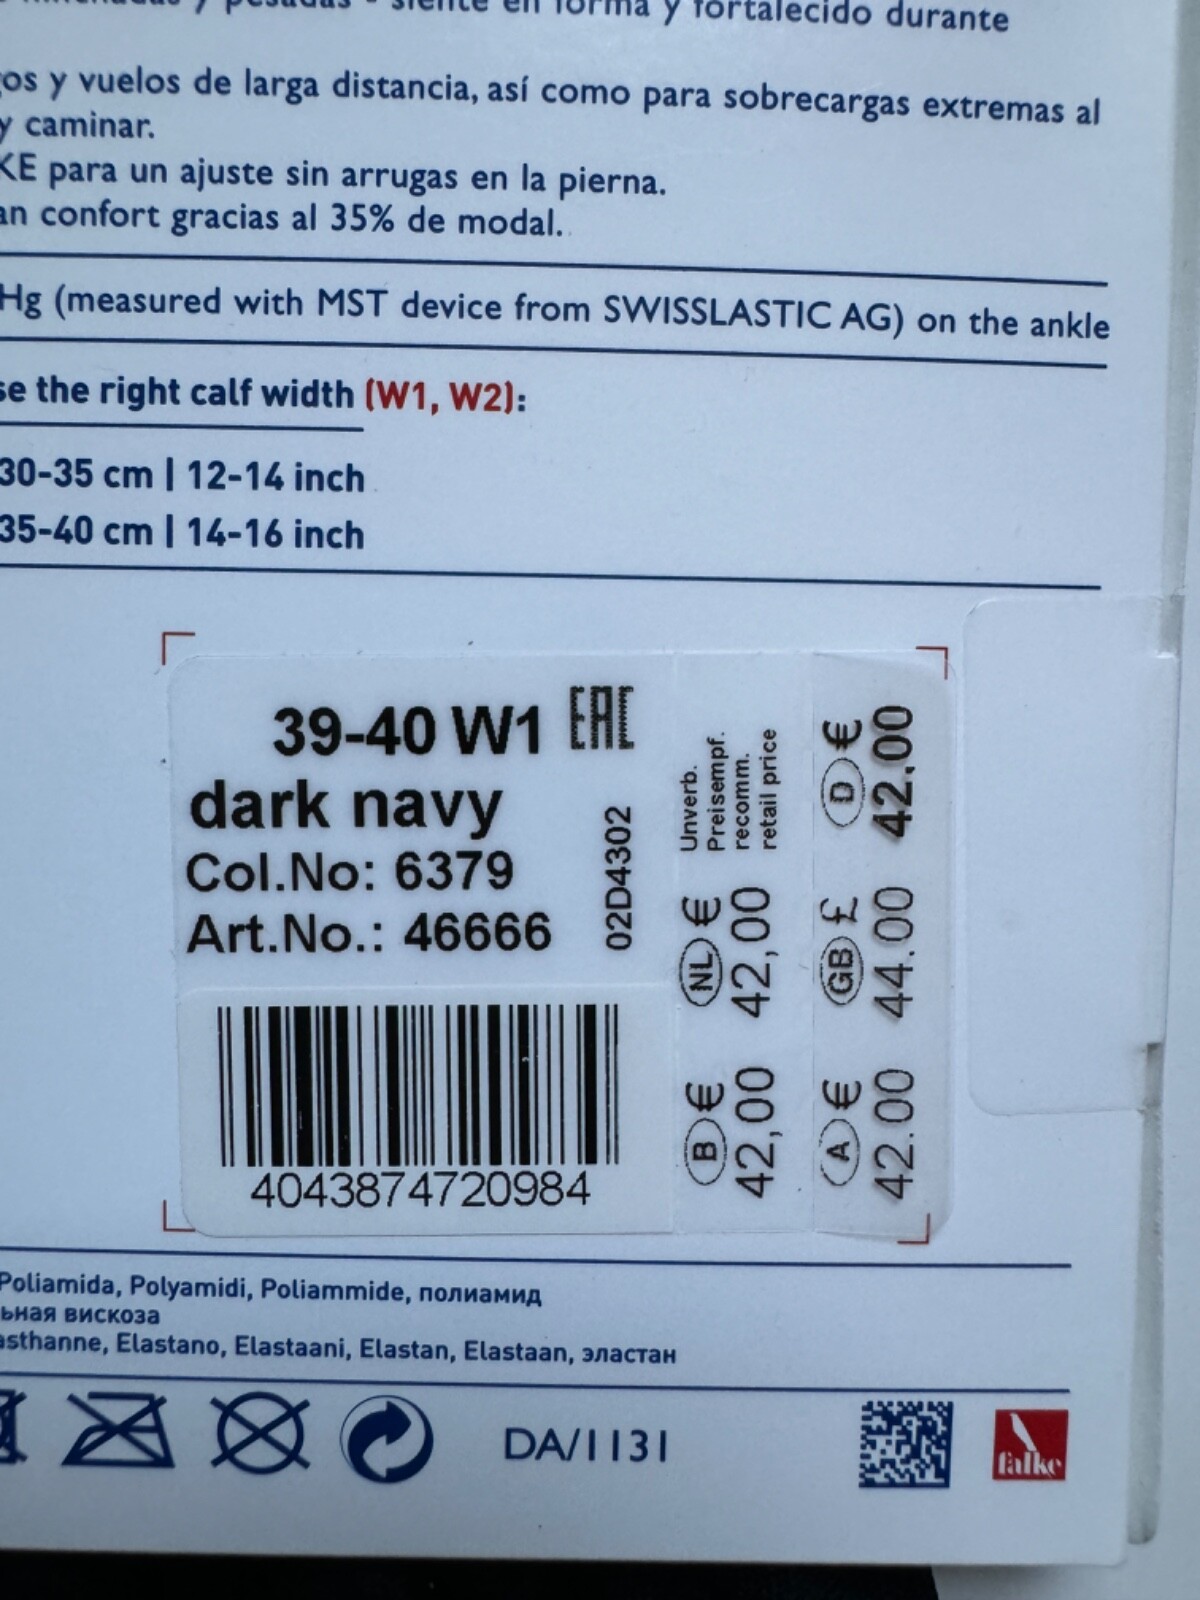 y pesadas - siente en forma y fortalecido durante
os y vuelos de larga distancia, así como para sobrecargas extremas al
y caminar.
KE para un ajuste sin arrugas en la pierna.
an confort gracias al 35% de modal.
Hg (measured with MST device from SWISSLASTIC AG) on the ankle
se the right calf width (W1, W2):
30-35 cm | 12-14 inch
35-40 cm | 14-16 inch
39-40 W1 EAC
dark navy
Col.No: 6379
Art.No.: 46666
02D4302
4043874720984
Unverb.
Preisempf.
recomm.
retail price
NL €
42,00
B €
42,00
D €
42,00
GB £
44.00
A €
42.00
Poliamida, Polyamidi, Poliammide, полиамид
ьная вискоза
asthanne, Elastano, Elastaani, Elastan, Elastaan, эластан
DA/1131
falke